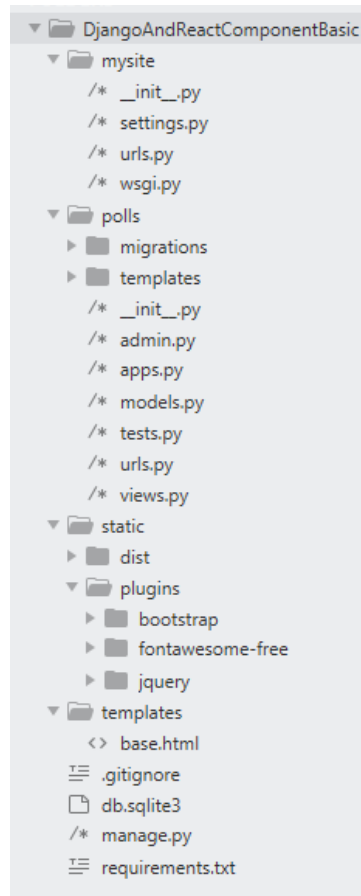 DjangoAndReactComponentBasic
mysite
/* __init__.py
/* settings.py
/* urls.py
/* wsgi.py
polls
migrations
templates
/* __init__.py
/* admin.py
/* apps.py
/* models.py
/* tests.py
/* urls.py
/* views.py
static
dist
plugins
bootstrap
fontawesome-free
jquery
templates
<> base.html
.gitignore
db.sqlite3
/* manage.py
requirements.txt